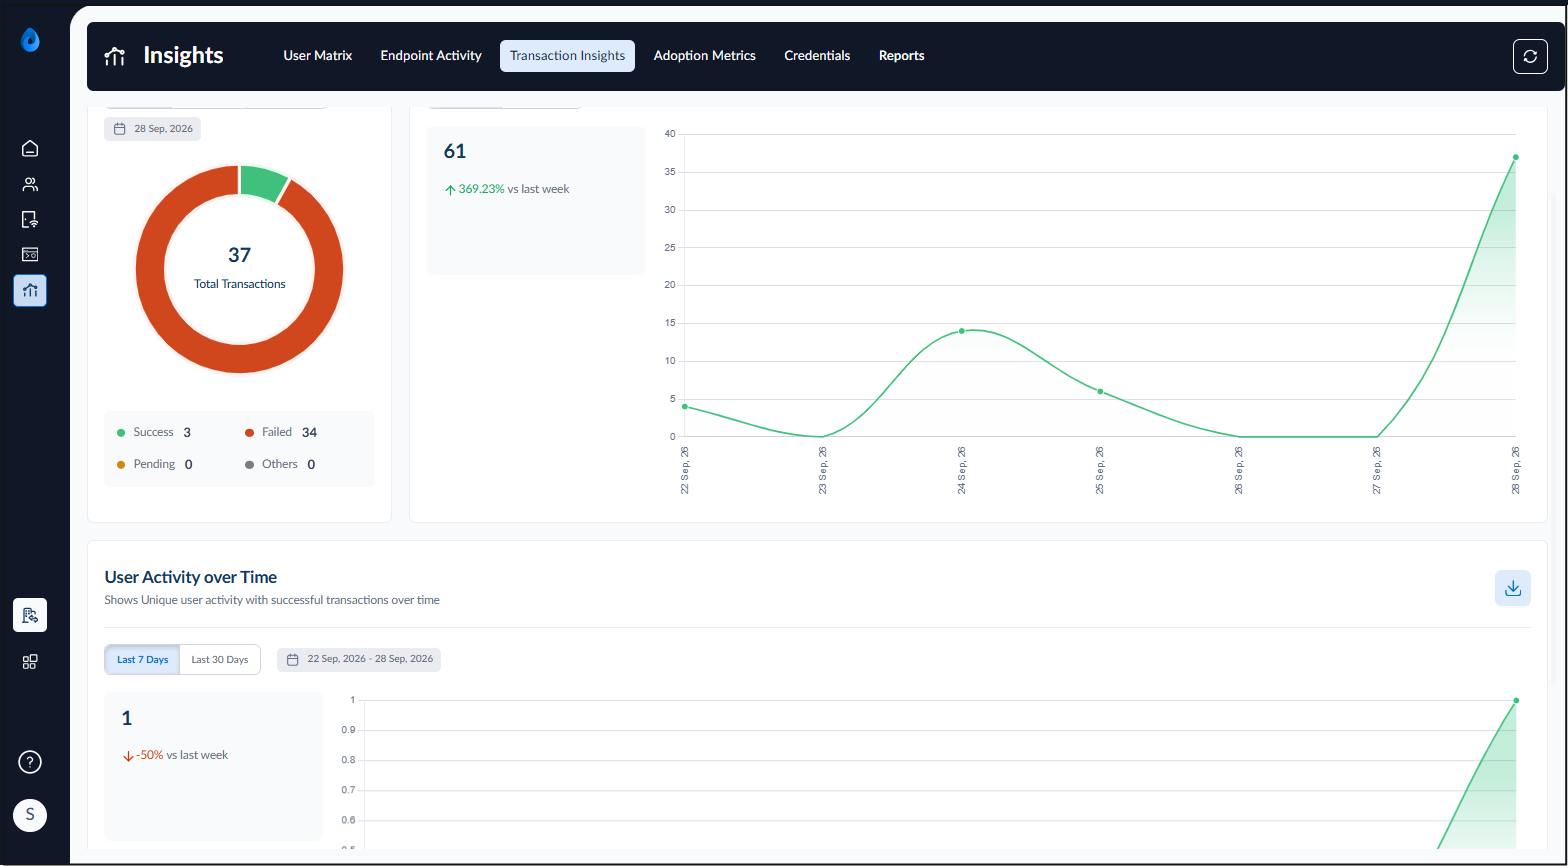 Insights
User Matrix
Endpoint Activity
Transaction Insights
Adoption Metrics
Credentials
Reports
28 Sep, 2026
37
Total Transactions
Success 3
Failed 34
Pending 0
Others 0
61
369.23% vs last week
40
35
30
25
20
15
10
5
0
22 Sep, 26
23 Sep, 26
24 Sep, 26
25 Sep, 26
26 Sep, 26
27 Sep, 26
28 Sep, 26
User Activity over Time
Shows Unique user activity with successful transactions over time
Last 7 Days
Last 30 Days
22 Sep, 2026 - 28 Sep, 2026
1
-50% vs last week
1
0.9
0.8
0.7
0.6
?
S